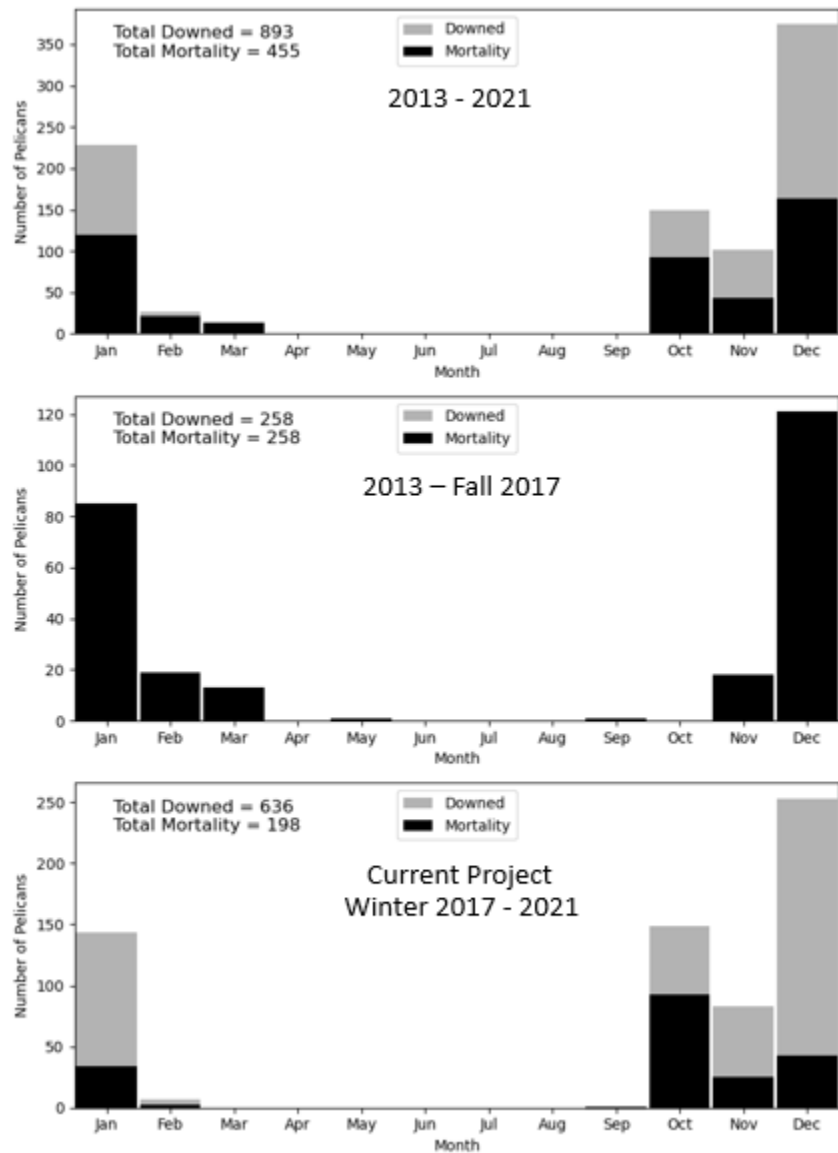 Total Downed = 893
Total Mortality = 455
Downed
Mortality
2013 - 2021
Number of Pelicans
350
300
250
200
150
100
50
0
Jan Feb Mar Apr May Jun Jul Aug Sep Oct Nov Dec
Month
Total Downed = 258
Total Mortality = 258
Downed
Mortality
2013 – Fall 2017
Number of Pelicans
120
100
80
60
40
20
0
Jan Feb Mar Apr May Jun Jul Aug Sep Oct Nov Dec
Month
Total Downed = 636
Total Mortality = 198
Downed
Mortality
Current Project
Winter 2017 - 2021
Number of Pelicans
250
200
150
100
50
0
Jan Feb Mar Apr May Jun Jul Aug Sep Oct Nov Dec
Month